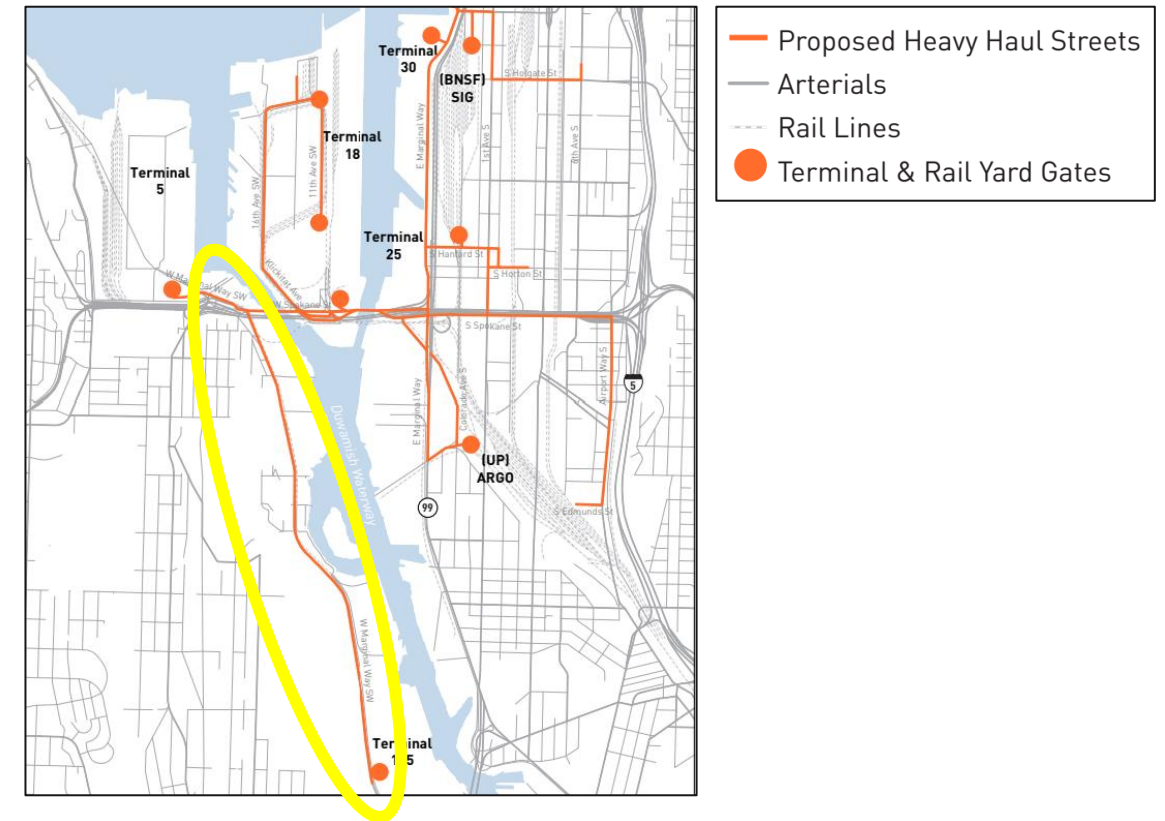 Terminal
30
(BNSF)
SIG
S Holgate St
Terminal
18
Terminal
5
E Marginal Way
1st Ave S
8th Ave S
11th Ave SW
16th Ave SW
Terminal
25
S Hanford St
S Horton St
Klickitat Ave
W Marginal Way SW
W Spokane St
S Spokane St
Airport Way S
5
E Marginal Way
Colorado Ave S
Duwamish Waterway
(UP)
ARGO
99
S Edmunds St
W Marginal Way SW
Terminal
Proposed Heavy Haul Streets
Arterials
Rail Lines
Terminal & Rail Yard Gates